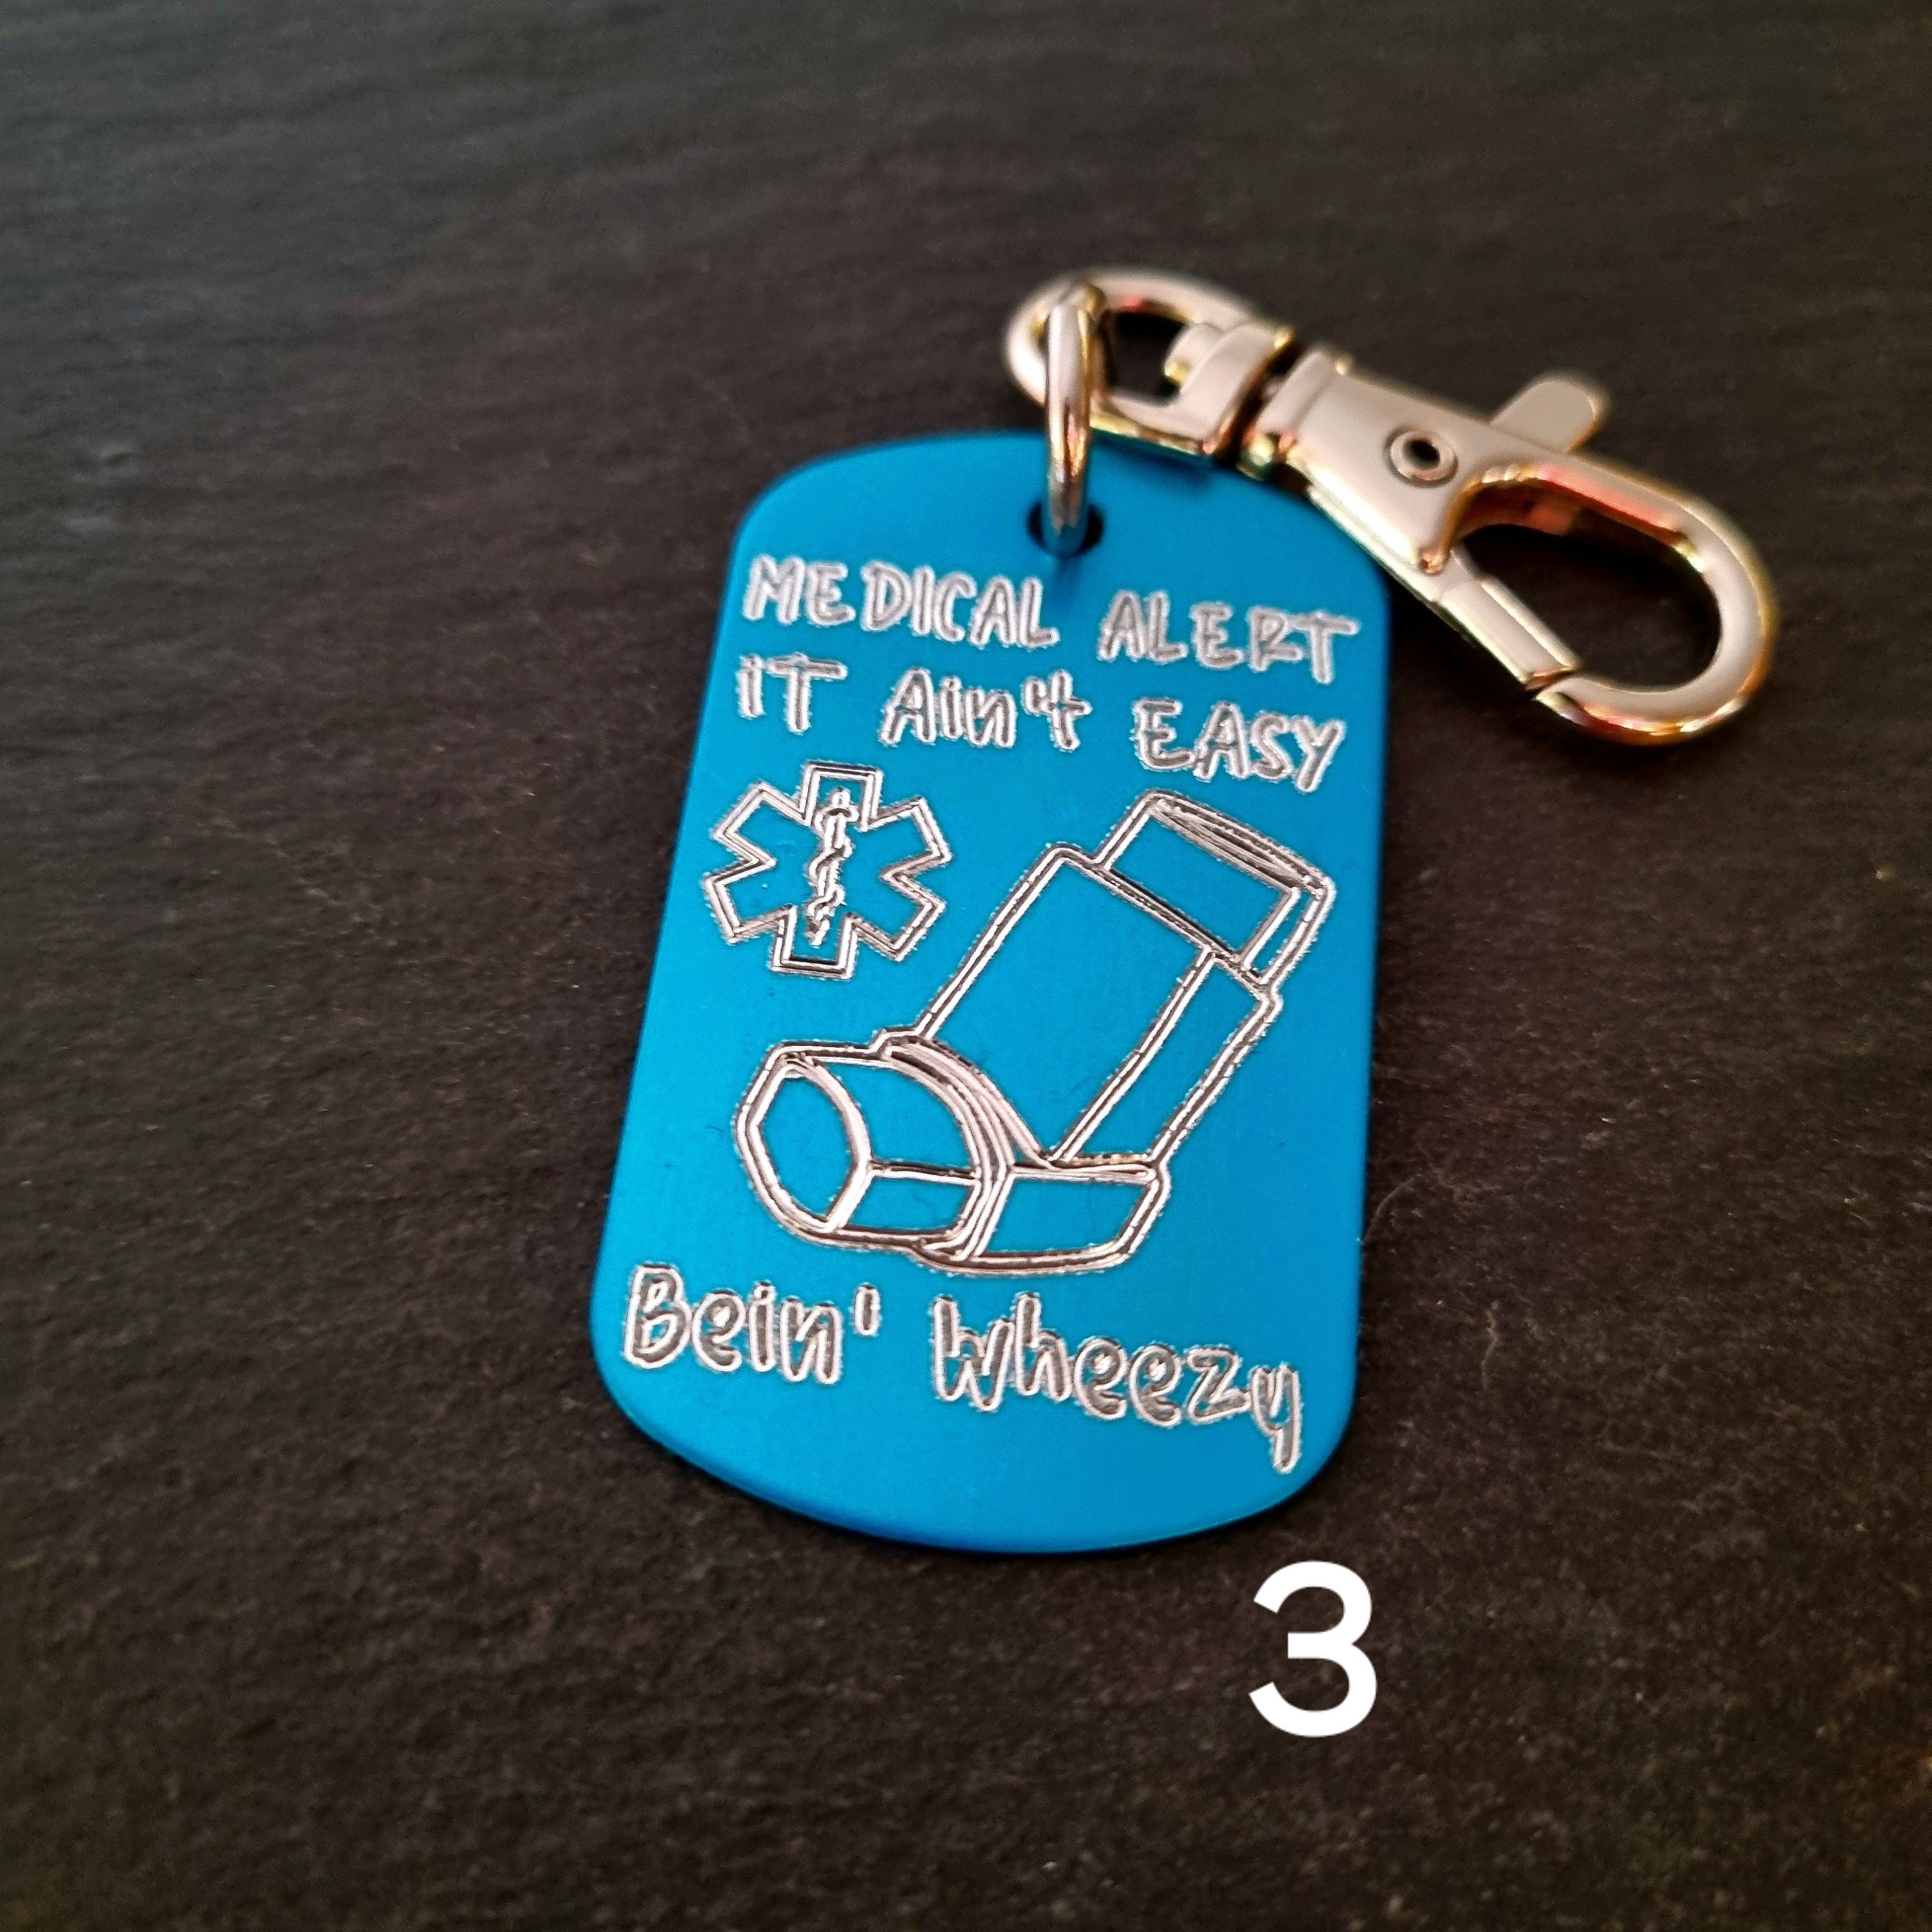 MEDICAL ALERT
IT Ain't EASY
Bein' Wheezy
3